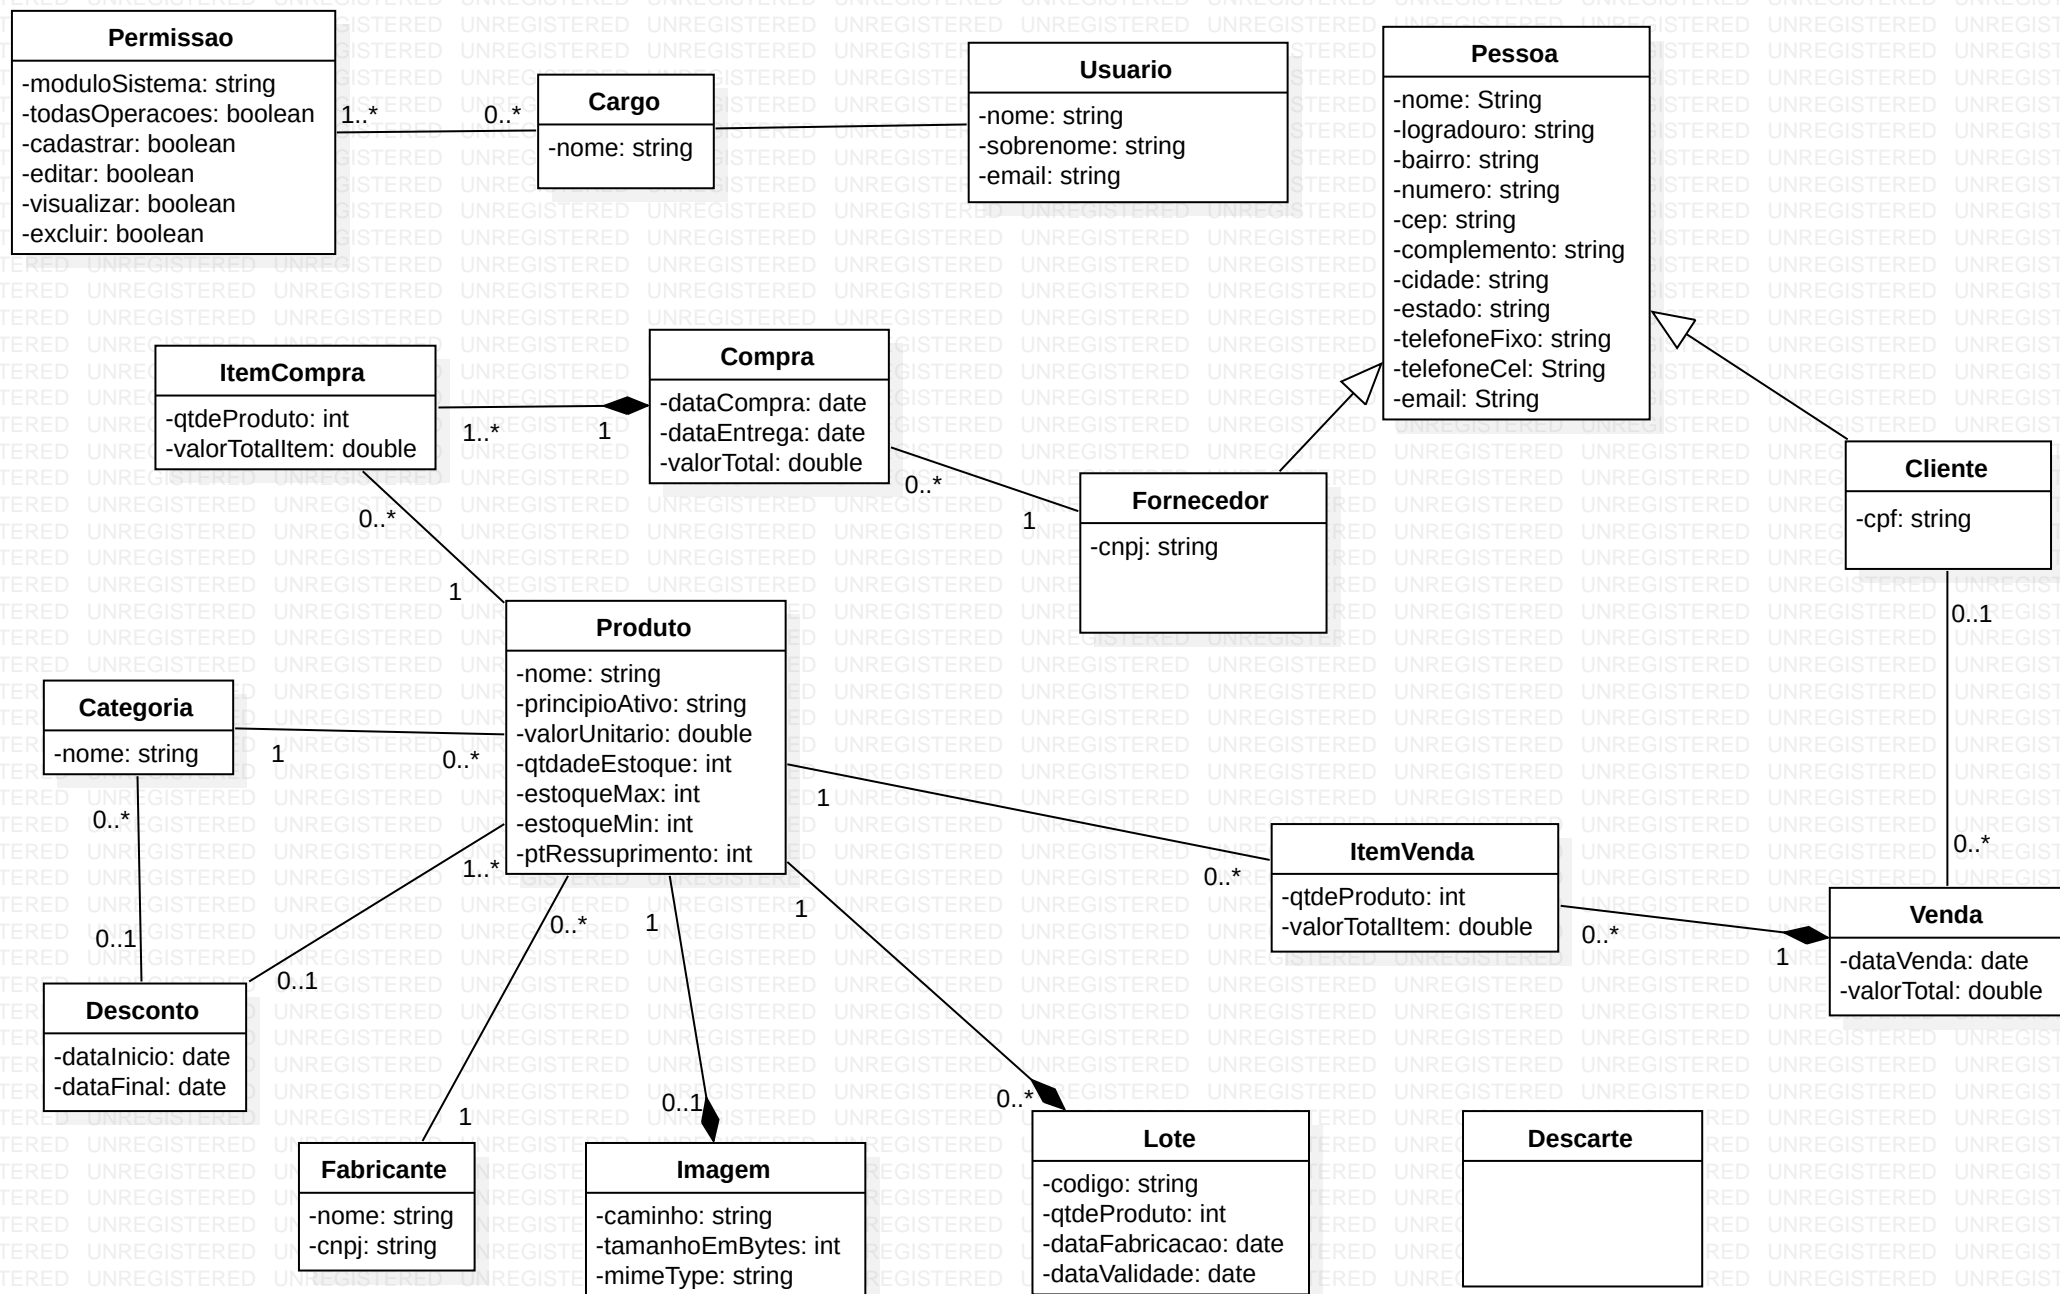 Permissao
-moduloSistema: string
-todasOperacoes: boolean
-cadastrar: boolean
-editar: boolean
-visualizar: boolean
-excluir: boolean
1..*
0..*
Cargo
-nome: string
Usuario
-nome: string
-sobrenome: string
-email: string
Pessoa
-nome: String
-logradouro: string
-bairro: string
-numero: string
-cep: string
-complemento: string
-cidade: string
-estado: string
-telefoneFixo: string
-telefoneCel: String
-email: String
ItemCompra
-qtdeProduto: int
-valorTotalItem: double
1..*
1
Compra
-dataCompra: date
-dataEntrega: date
-valorTotal: double
0..*
1
Fornecedor
-cnpj: string
Cliente
-cpf: string
0..*
1
0..1
0..*
Produto
-nome: string
-principioAtivo: string
-valorUnitario: double
-qtdadeEstoque: int
-estoqueMax: int
-estoqueMin: int
-ptRessuprimento: int
Categoria
-nome: string
1
0..*
0..*
0..1
1..*
0..1
Desconto
-dataInicio: date
-dataFinal: date
1
0..*
ItemVenda
-qtdeProduto: int
-valorTotalItem: double
0..*
1
Venda
-dataVenda: date
-valorTotal: double
0..*
1
1
0..1
1
0..*
Fabricante
-nome: string
-cnpj: string
Imagem
-caminho: string
-tamanhoEmBytes: int
-mimeType: string
Lote
-codigo: string
-qtdeProduto: int
-dataFabricacao: date
-dataValidade: date
Descarte
UNREGISTERED